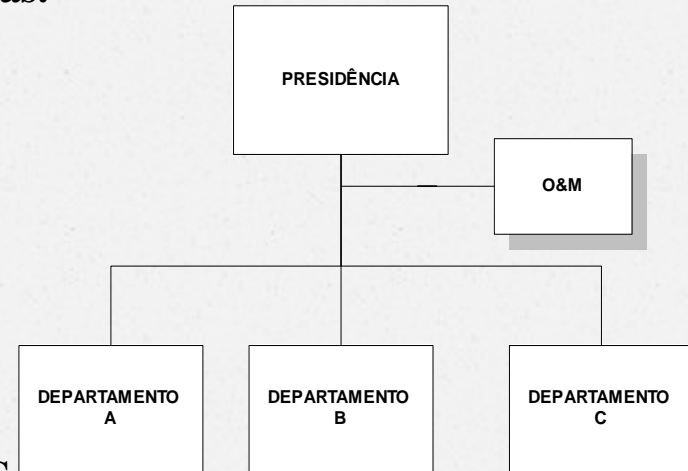 PRESIDÊNCIA
O&M
DEPARTAMENTO
A
DEPARTAMENTO
B
DEPARTAMENTO
C